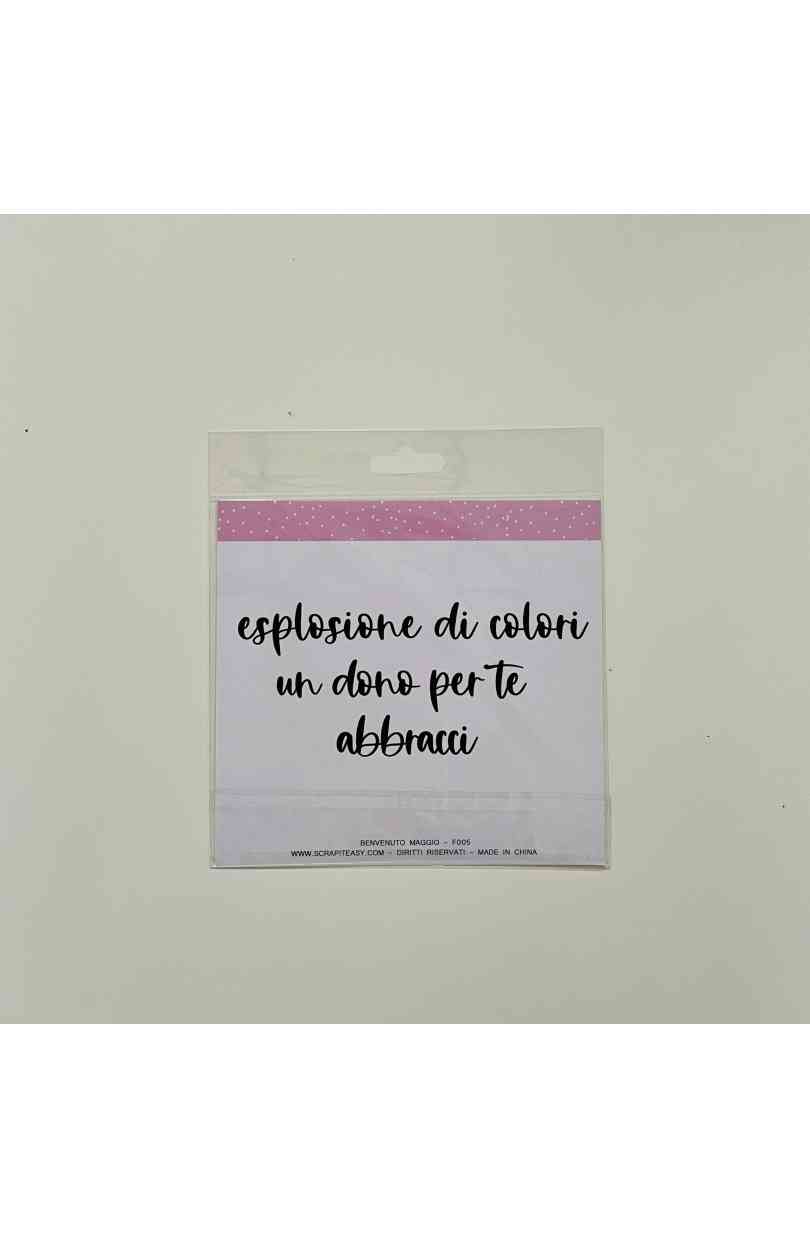 esplosione di colori
un dono per te
abbracci
BENVENUTO MAGGIO - F005
WWW.SCRAPITEASY.COM - DIRITTI RISERVATI - MADE IN CHINA